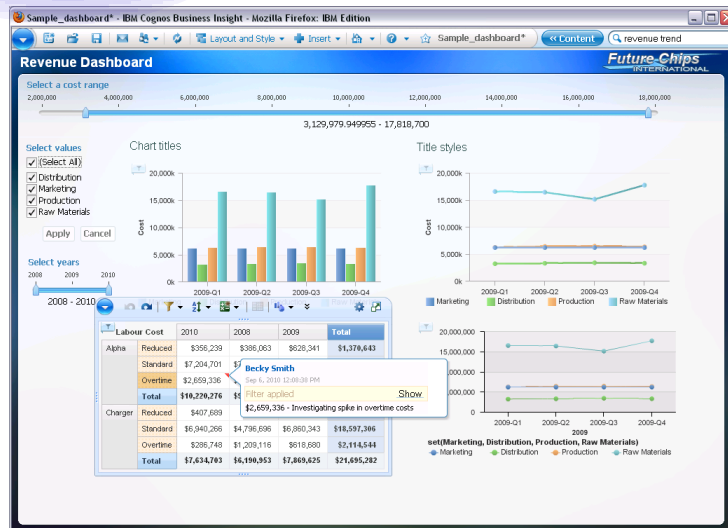 Sample_dashboard* - IBM Cognos Business Insight - Mozilla Firefox: IBM Edition
Layout and Style Insert Sample_dashboard* « Content revenue trend
Revenue Dashboard
Future-Chips
INTERNATIONAL
Select a cost range
2,000,000 4,000,000 6,000,000 8,000,000 10,000,000 12,000,000 14,000,000 16,000,000 18,000,000
3,129,979.949955 - 17,818,700
Select values
(Select All)
Distribution
Marketing
Production
Raw Materials
Apply Cancel
Select years
2008 2009 2010
2008 - 2010
Chart titles
20,000k
15,000k
10,000k
5,000k
0k
Cost
2009-Q1 2009-Q2 2009-Q3 2009-Q4
Title styles
20,000k
15,000k
10,000k
5,000k
0k
Cost
2009-Q1 2009-Q2 2009-Q3 2009-Q4
Marketing Distribution Production Raw Materials
Labour Cost 2010 2008 2009 Total
Alpha Reduced $356,239 $386,063 $628,341 $1,370,643
Standard $7,204,701
Overtime $2,659,336
Total $10,220,276
Charger Reduced $407,689
Standard $6,940,266 $4,796,696 $6,860,343 $18,597,306
Overtime $286,748 $1,209,116 $618,680 $2,114,544
Total $7,634,703 $6,190,953 $7,869,625 $21,695,282
Becky Smith
Sep 6, 2010 12:08:38 PM
Filter applied Show
$2,659,336 - Investigating spike in overtime costs
20,000,000
15,000,000
10,000,000
5,000,000
0
2009-Q1 2009-Q2 2009-Q3 2009-Q4
2009
set(Marketing, Distribution, Production, Raw Materials)
Marketing Distribution Production Raw Materials